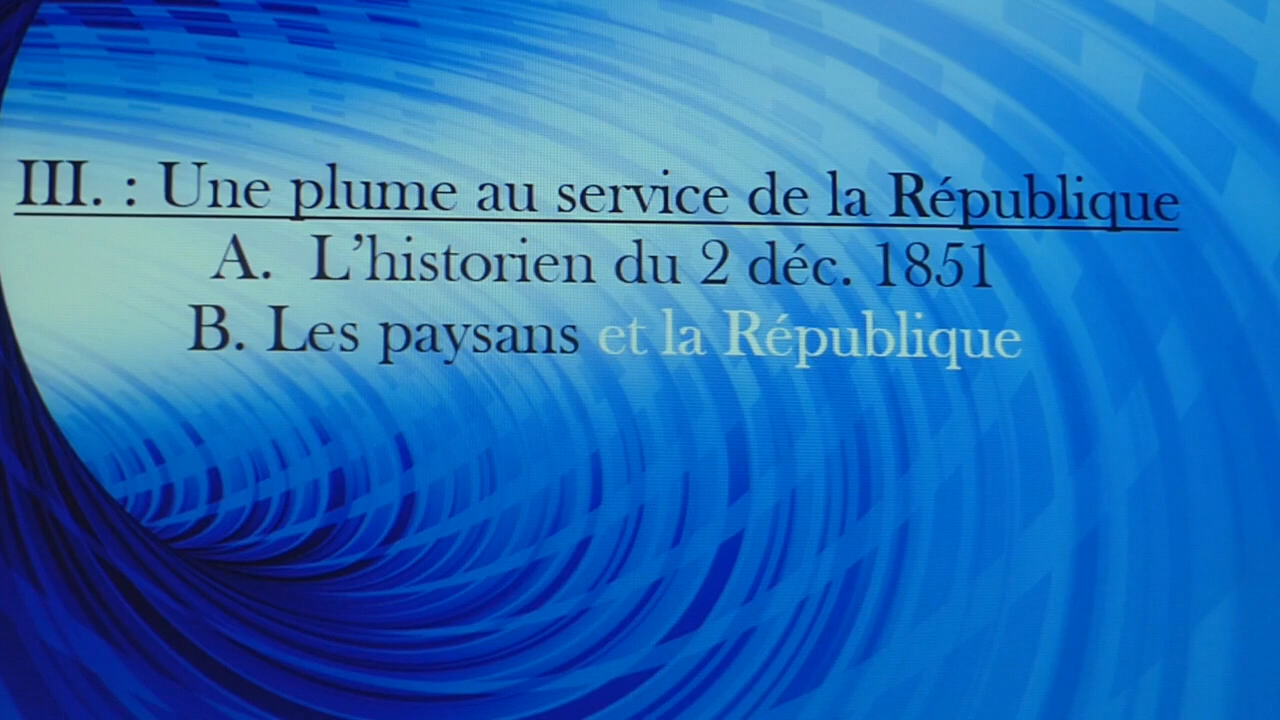 III. : Une plume au service de la République
A. L'historien du 2 déc. 1851
B. Les paysans et la République